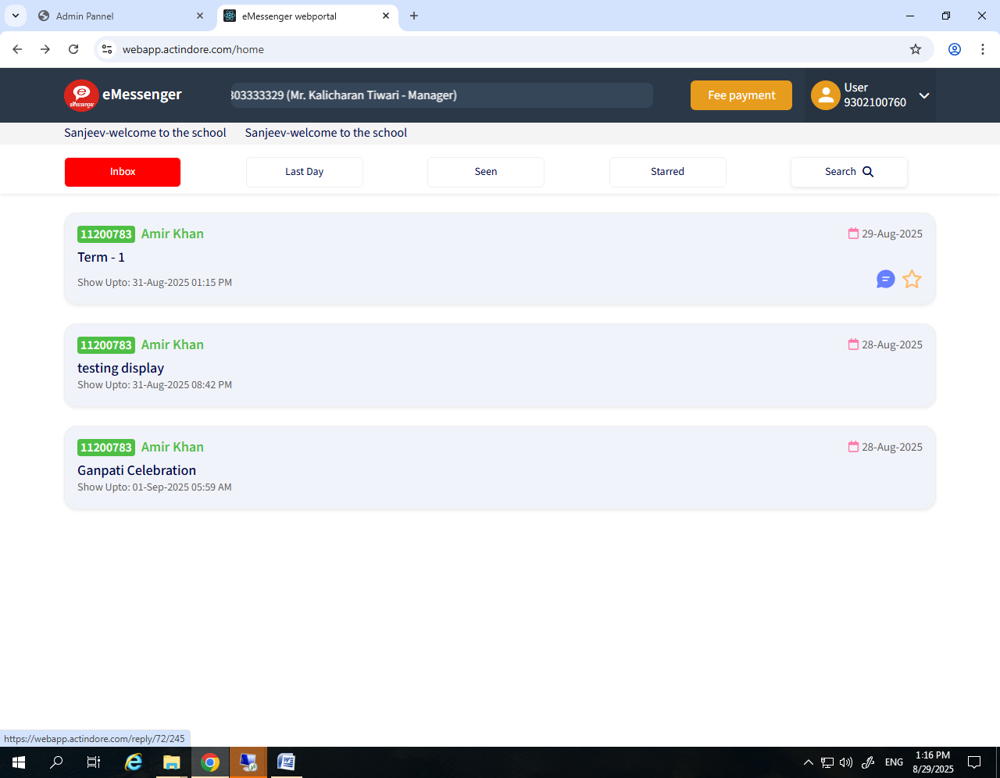 Admin Pannel
eMessenger webportal
webapp.actindore.com/home
eMessenger
eMessenger
303333329 (Mr. Kalicharan Tiwari - Manager)
Fee payment
User
9302100760
Sanjeev-welcome to the school Sanjeev-welcome to the school
Inbox
Last Day
Seen
Starred
Search
11200783 Amir Khan
29-Aug-2025
Term - 1
Show Upto: 31-Aug-2025 01:15 PM
11200783 Amir Khan
28-Aug-2025
testing display
Show Upto: 31-Aug-2025 08:42 PM
11200783 Amir Khan
28-Aug-2025
Ganpati Celebration
Show Upto: 01-Sep-2025 05:59 AM
https://webapp.actindore.com/reply/72/245
ENG
1:16 PM
8/29/2025